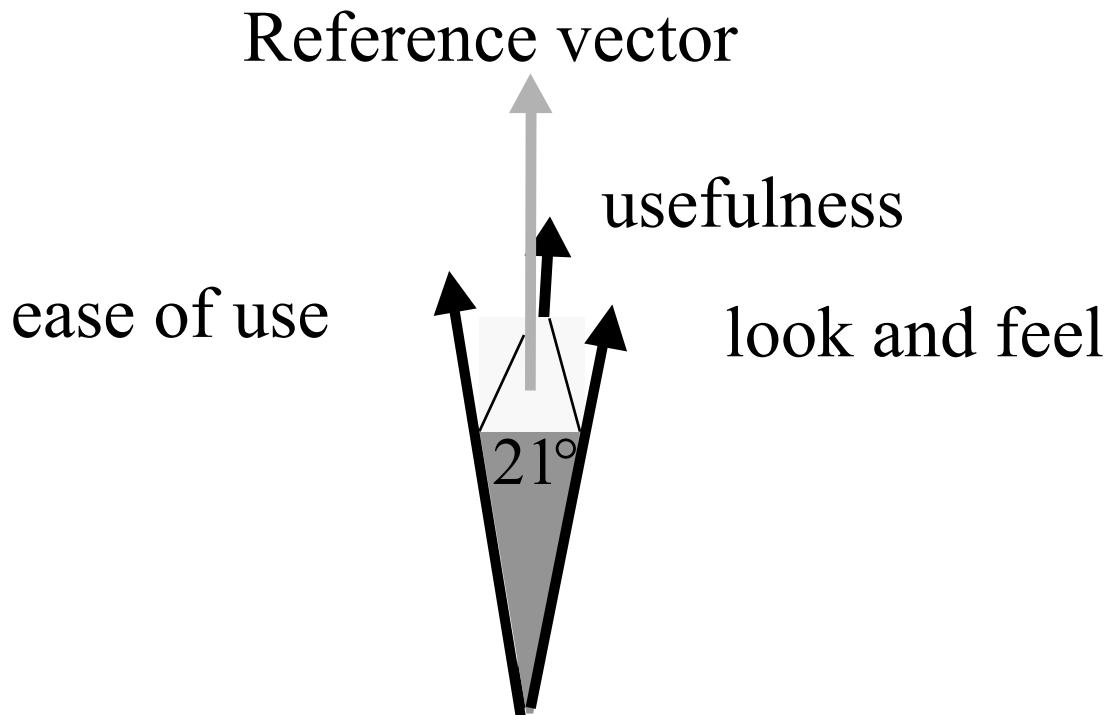 Reference vector
usefulness
ease of use
look and feel
21°